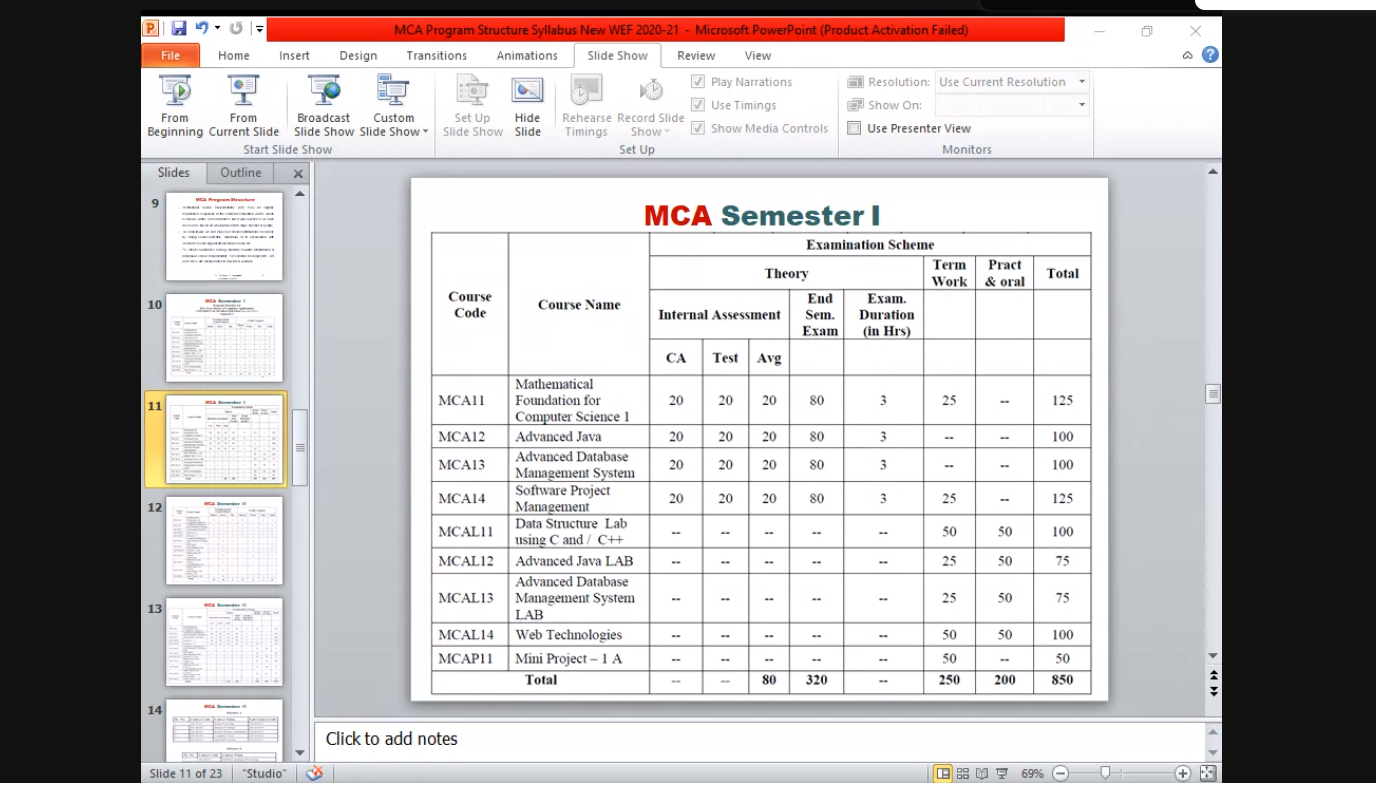 MCA Program Structure Syllabus New WEF 2020-21 - Microsoft PowerPoint (Product Activation Failed)
File Home Insert Design Transitions Animations Slide Show Review View
From Beginning
From Current Slide
Broadcast Slide Show
Custom Slide Show
Start Slide Show
Set Up Slide Show
Hide Slide
Rehearse Timings
Record Slide Show
Play Narrations
Use Timings
Show Media Controls
Set Up
Resolution: Use Current Resolution
Show On:
Use Presenter View
Monitors
Slides Outline
9
MCA Program Structure
10
MCA Semester I
11
MCA Semester I
12
13
14
MCA Semester I
Course Code
Course Name
Examination Scheme
Theory
Term Work
Pract & oral
Total
Internal Assessment
End Sem. Exam
Exam. Duration (in Hrs)
CA Test Avg
MCA11 Mathematical Foundation for Computer Science 1 20 20 20 80 3 25 -- 125
MCA12 Advanced Java 20 20 20 80 3 -- -- 100
MCA13 Advanced Database Management System 20 20 20 80 3 -- -- 100
MCA14 Software Project Management 20 20 20 80 3 25 -- 125
MCAL11 Data Structure Lab using C and / C++ -- -- -- -- -- 50 50 100
MCAL12 Advanced Java LAB -- -- -- -- -- 25 50 75
MCAL13 Advanced Database Management System LAB -- -- -- -- -- 25 50 75
MCAL14 Web Technologies -- -- -- -- -- 50 50 100
MCAP11 Mini Project – 1 A -- -- -- -- -- 50 -- 50
Total -- -- 80 320 -- 250 200 850
Click to add notes
Slide 11 of 23 "Studio" 69%